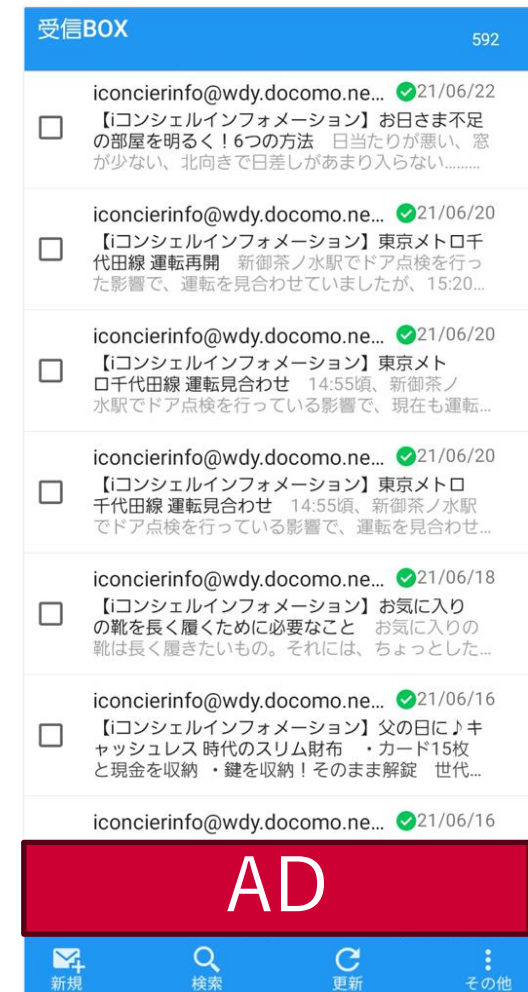 受信BOX
592
iconcierinfo@wdy.docomo.ne... 21/06/22
【iコンシェルインフォメーション】お日さま不足
の部屋を明るく！6つの方法　日当たりが悪い、窓
が少ない、北向きで日差しがあまり入らない………
iconcierinfo@wdy.docomo.ne... 21/06/20
【iコンシェルインフォメーション】東京メトロ千
代田線 運転再開　新御茶ノ水駅でドア点検を行っ
た影響で、運転を見合わせていましたが、15:20…
iconcierinfo@wdy.docomo.ne... 21/06/20
【iコンシェルインフォメーション】東京メト
ロ千代田線 運転見合わせ　14:55頃、新御茶ノ
水駅でドア点検を行っている影響で、現在も運転…
iconcierinfo@wdy.docomo.ne... 21/06/20
【iコンシェルインフォメーション】東京メトロ
千代田線 運転見合わせ　14:55頃、新御茶ノ水駅
でドア点検を行っている影響で、運転を見合わせ…
iconcierinfo@wdy.docomo.ne... 21/06/18
【iコンシェルインフォメーション】お気に入り
の靴を長く履くために必要なこと　お気に入りの
靴は長く履きたいもの。それには、ちょっとした…
iconcierinfo@wdy.docomo.ne... 21/06/16
【iコンシェルインフォメーション】父の日に♪キ
ャッシュレス 時代のスリム財布　・カード15枚
と現金を収納 ・鍵を収納！そのまま解錠　世代…
iconcierinfo@wdy.docomo.ne... 21/06/16
AD
新規 検索 更新 その他